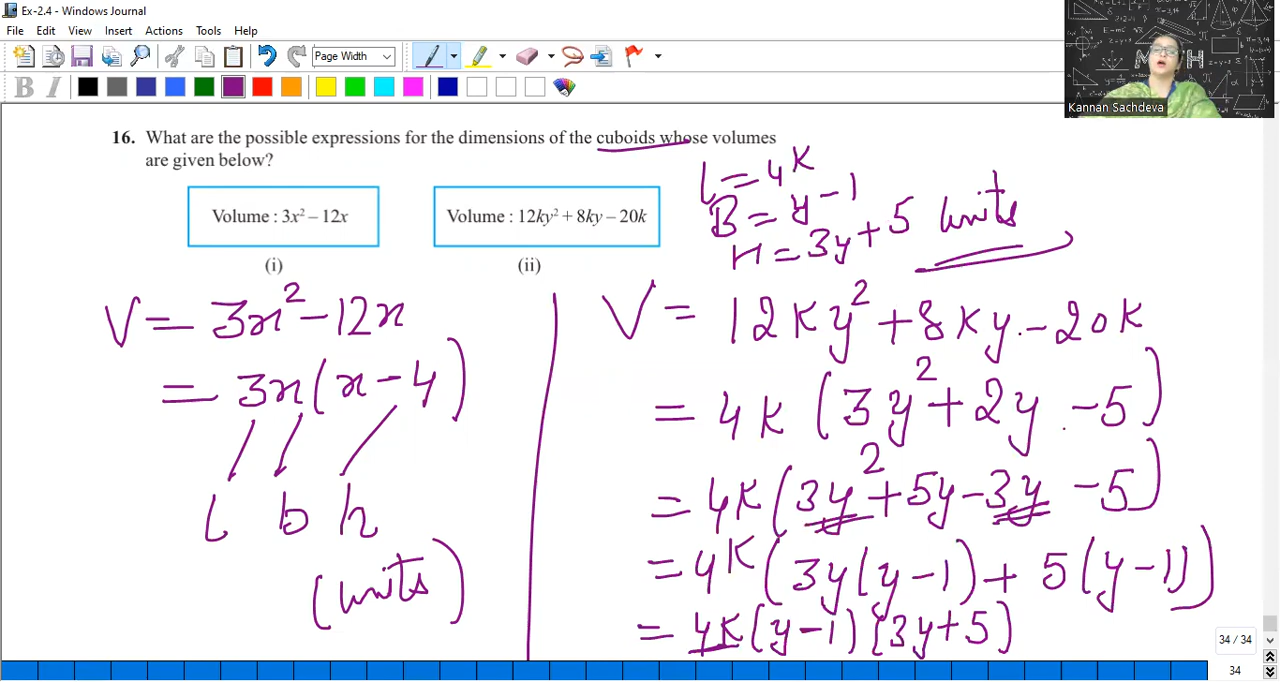 Ex-2.4 - Windows Journal
File Edit View Insert Actions Tools Help
Page Width
B I
Kannan Sachdeva
16. What are the possible expressions for the dimensions of the cuboids whose volumes
are given below?
Volume : 3x² – 12x
(i)
Volume : 12ky² + 8ky – 20k
(ii)
L = 4K
B = y - 1
H = 3y + 5 units
V = 3x² - 12x
= 3x(x - 4)
l b h
(units)
V = 12Ky² + 8Ky - 20K
= 4K (3y² + 2y - 5)
= 4K (3y² + 5y - 3y - 5)
= 4K (3y(y - 1) + 5(y - 1))
= 4K (y - 1) (3y + 5)
34 / 34
34